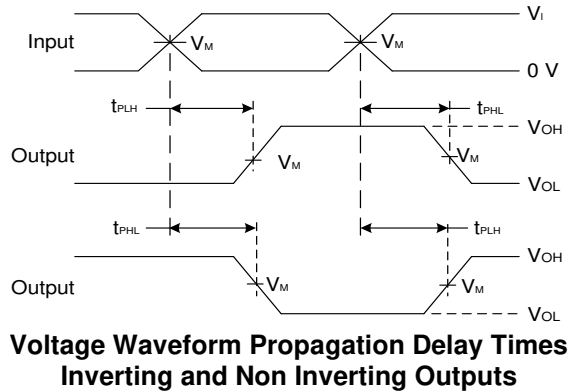 VI
Input VM VM
0 V
tPLH tPHL
VOH
Output VM VM
VOL
tPHL tPLH
VOH
Output VM VM
VOL
Voltage Waveform Propagation Delay Times
Inverting and Non Inverting Outputs